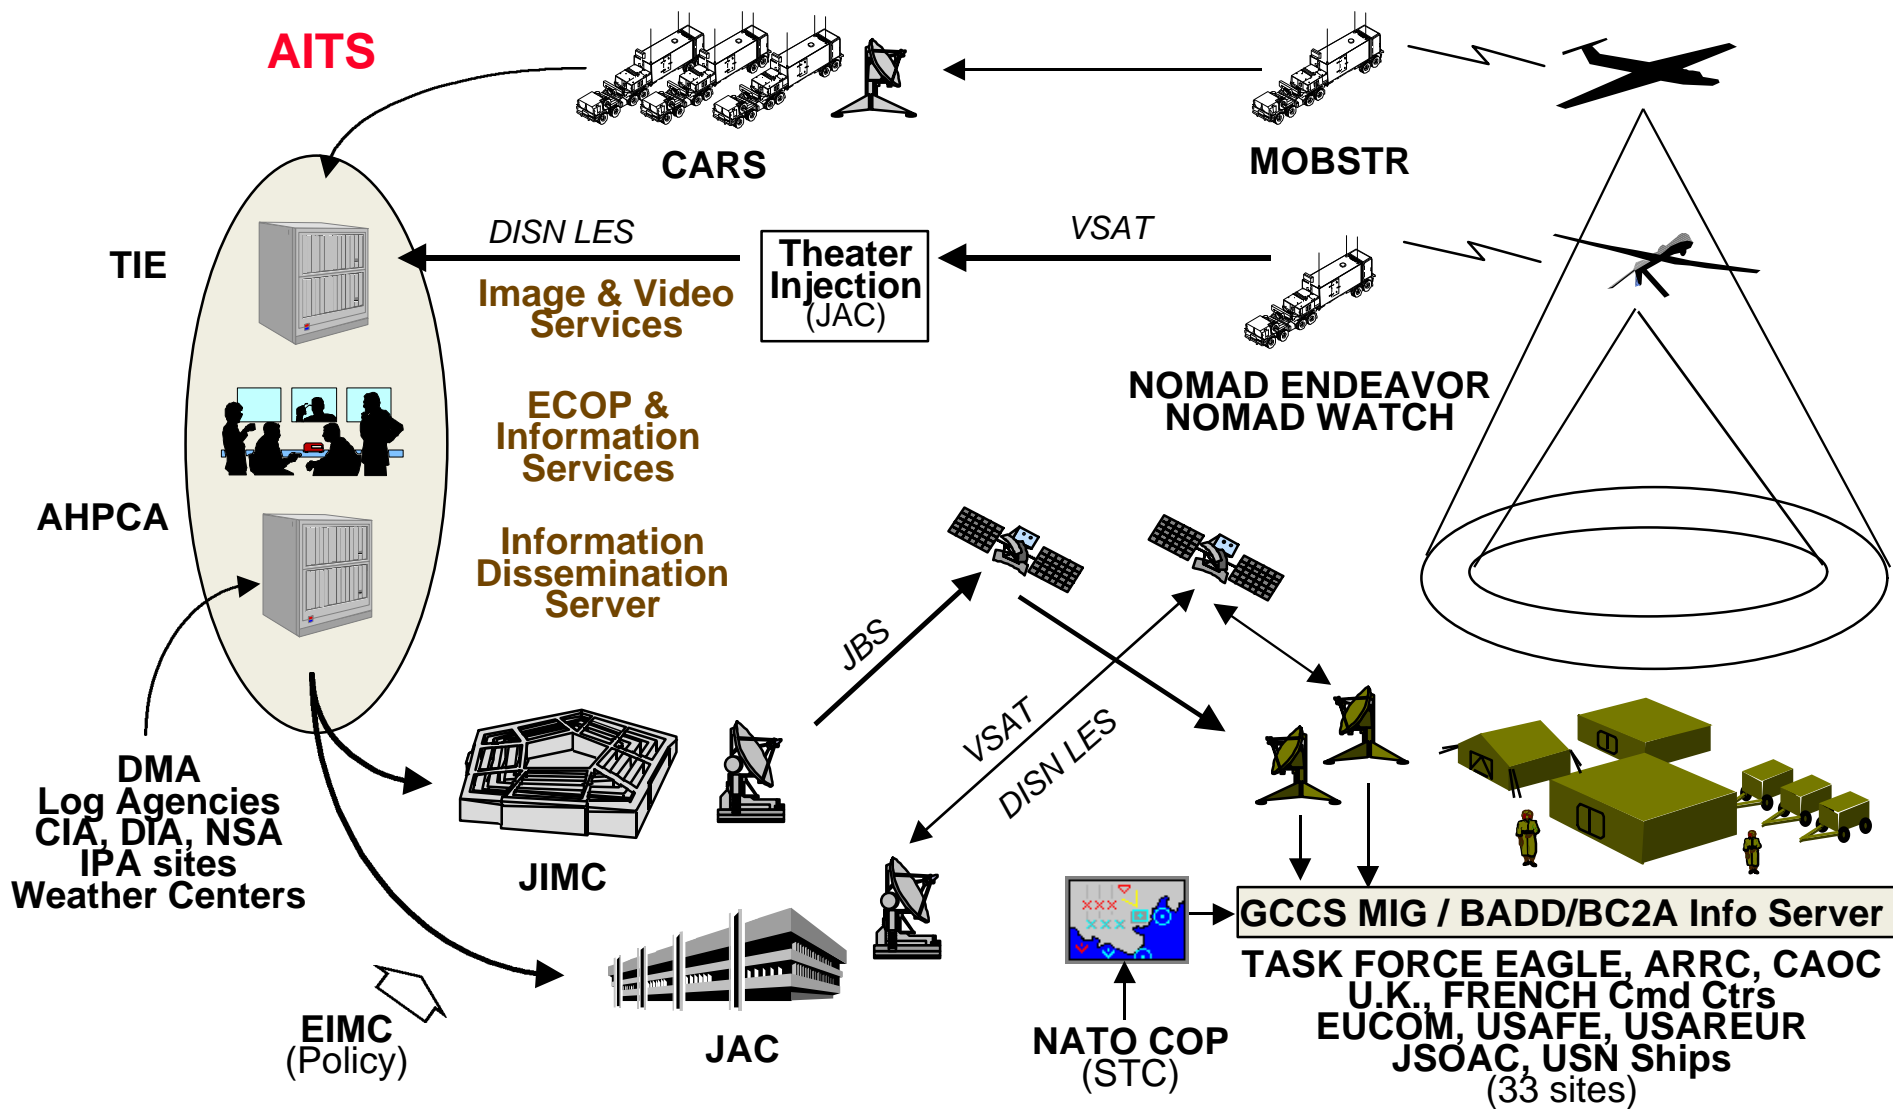 AITS
CARS
MOBSTR
TIE
DISN LES
Theater
Injection
(JAC)
VSAT
Image & Video
Services
NOMAD ENDEAVOR
NOMAD WATCH
ECOP &
Information
Services
AHPCA
Information
Dissemination
Server
JBS
VSAT
DISN LES
DMA
Log Agencies
CIA, DIA, NSA
IPA sites
Weather Centers
JIMC
GCCS MIG / BADD/BC2A Info Server
TASK FORCE EAGLE, ARRC, CAOC
U.K., FRENCH Cmd Ctrs
EUCOM, USAFE, USAREUR
JSOAC, USN Ships
(33 sites)
EIMC
(Policy)
JAC
NATO COP
(STC)